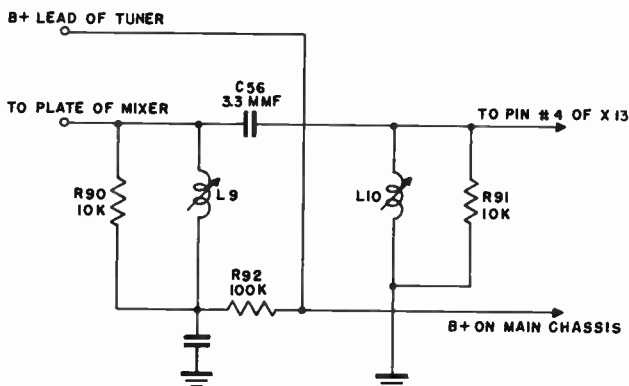 B+ LEAD OF TUNER
C56
3.3 MMF
TO PLATE OF MIXER
TO PIN #4 OF X13
R90
10K
L9
L10
R91
10K
R92
100K
B+ ON MAIN CHASSIS